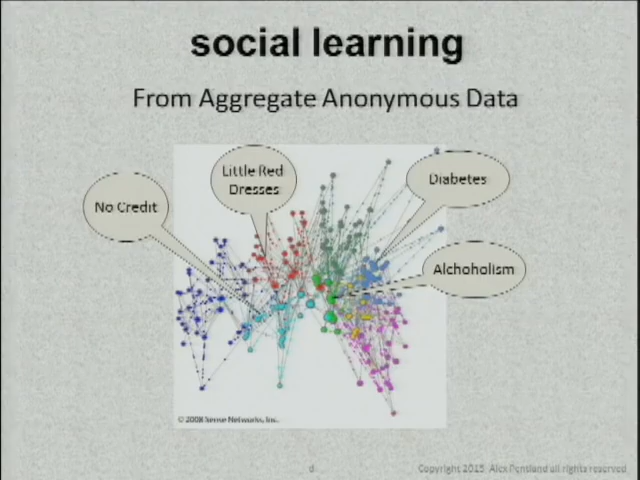 social learning
From Aggregate Anonymous Data
Little Red
Dresses
Diabetes
No Credit
Alchoholism
© 2008 Sense Networks, Inc.
d
Copyright 2015 Alex Pentland all rights reserved